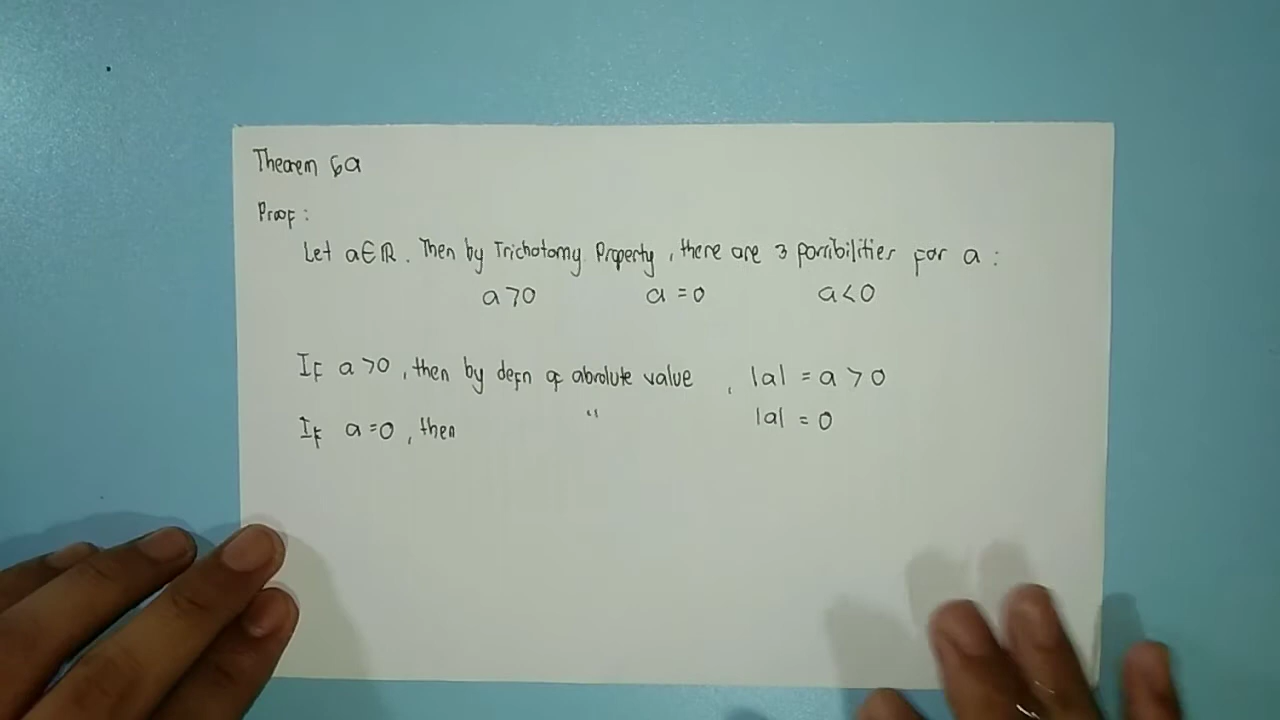 Theorem 6a
Proof :
Let a∈ℝ. Then by Trichotomy Property, there are 3 possibilities for a :
a > 0 a = 0 a < 0
If a > 0, then by defn of absolute value, |a| = a > 0
If a = 0, then " |a| = 0